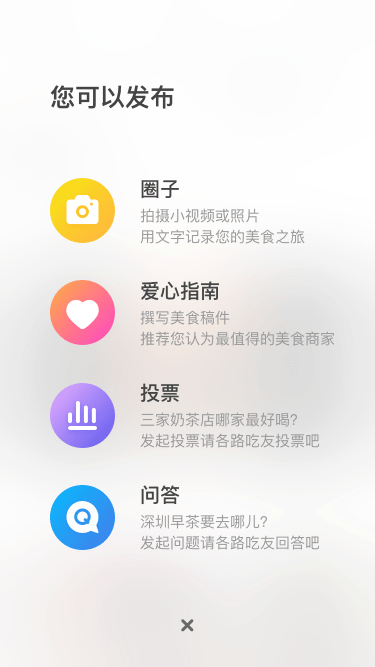 您可以发布
圈子
拍摄小视频或照片
用文字记录您的美食之旅
爱心指南
撰写美食稿件
推荐您认为最值得的美食商家
投票
三家奶茶店哪家最好喝?
发起投票请各路吃友投票吧
问答
深圳早茶要去哪儿?
发起问题请各路吃友回答吧